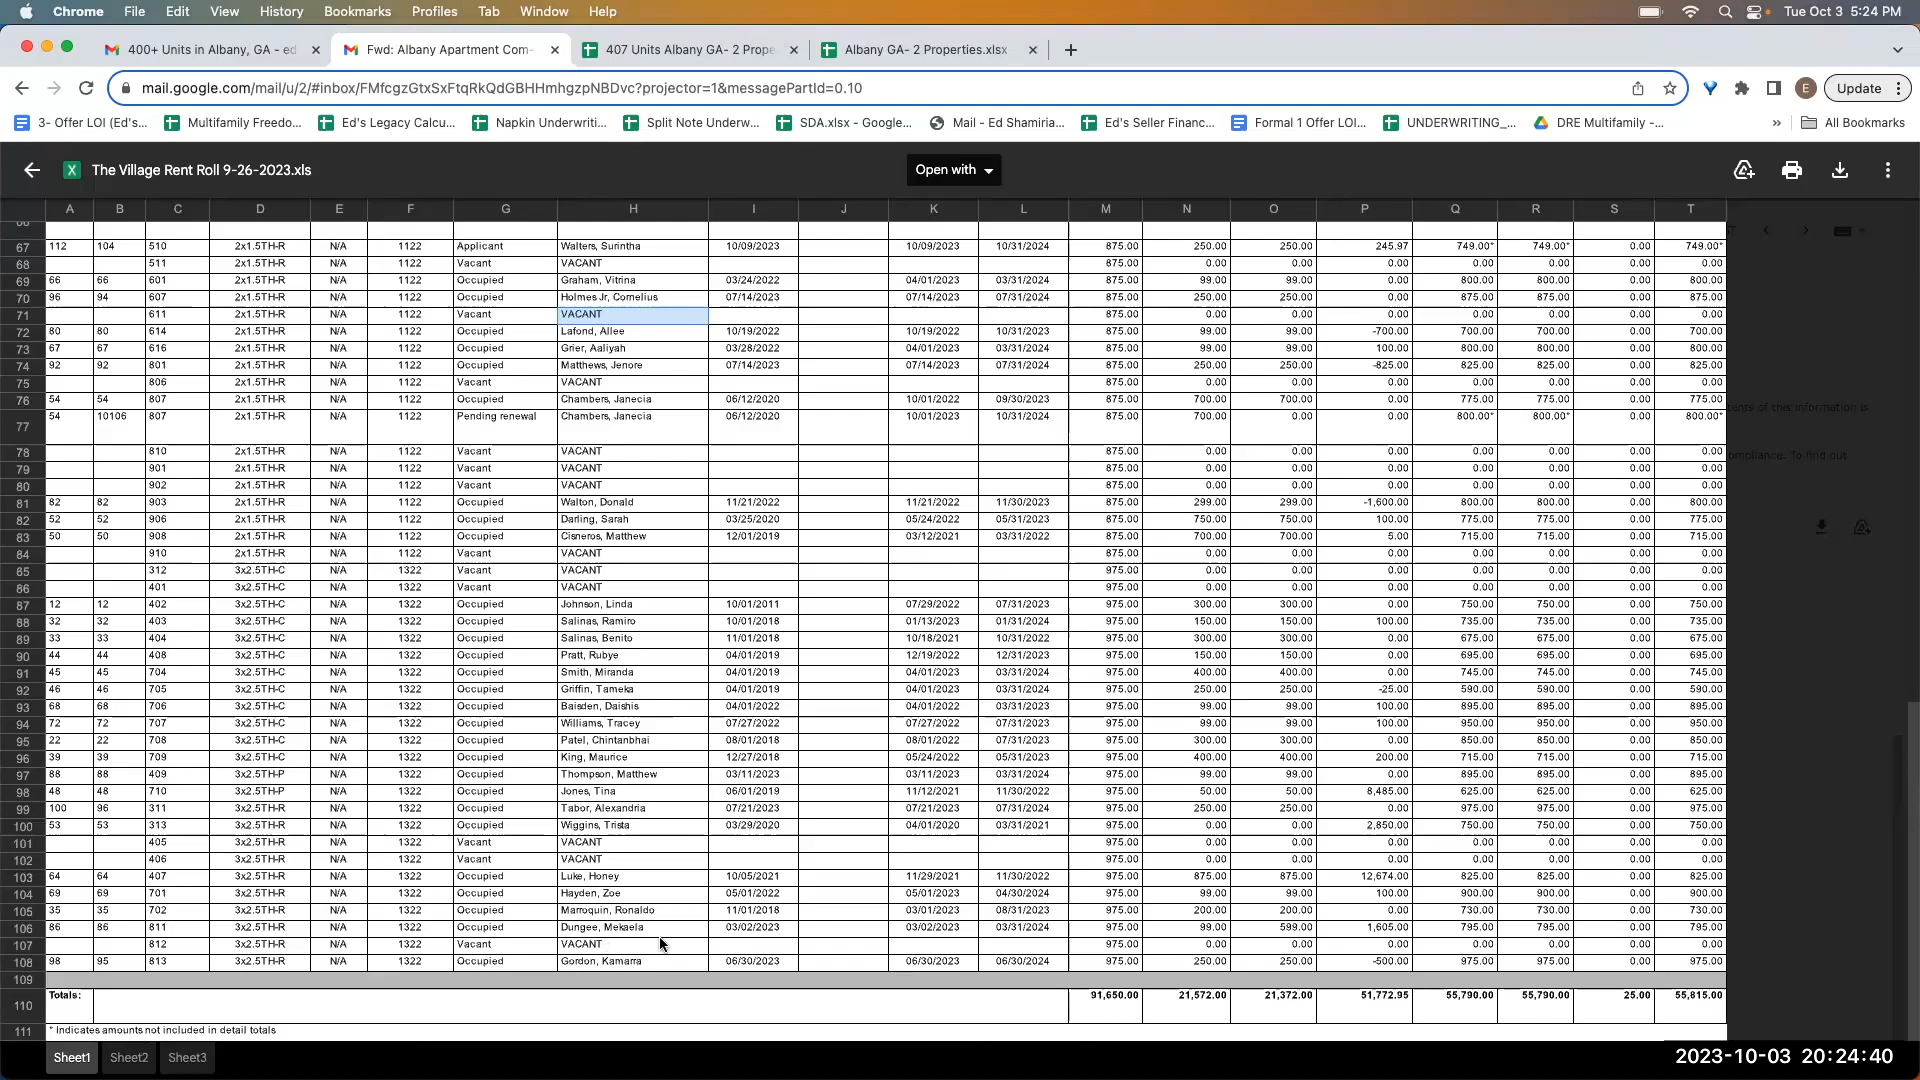 Chrome File Edit View History Bookmarks Profiles Tab Window Help Tue Oct 3 5:24 PM
400+ Units in Albany, GA - ed Fwd: Albany Apartment Com- 407 Units Albany GA- 2 Prope Albany GA- 2 Properties.xlsx
mail.google.com/mail/u/2/#inbox/FMfcgzGtxSxFtqRkQdGBHHmhgzpNBDvc?projector=1&messagePartId=0.10 E Update
3- Offer LOI (Ed's... Multifamily Freedo... Ed's Legacy Calcu... Napkin Underwriti... Split Note Underw... SDA.xlsx - Google... Mail - Ed Shamiria... Ed's Seller Financ... Formal 1 Offer LOI... UNDERWRITING_... DRE Multifamily -... » All Bookmarks
X The Village Rent Roll 9-26-2023.xls Open with
A B C D E F G H I J K L M N O P Q R S T
66
67 112 104 510 2x1.5TH-R N/A 1122 Applicant Walters, Surintha 10/09/2023 10/09/2023 10/31/2024 875.00 250.00 250.00 245.97 749.00* 749.00* 0.00 749.00*
68 511 2x1.5TH-R N/A 1122 Vacant VACANT 875.00 0.00 0.00 0.00 0.00 0.00 0.00 0.00
69 66 66 601 2x1.5TH-R N/A 1122 Occupied Graham, Vitrina 03/24/2022 04/01/2023 03/31/2024 875.00 99.00 99.00 0.00 800.00 800.00 0.00 800.00
70 96 94 607 2x1.5TH-R N/A 1122 Occupied Holmes Jr, Cornelius 07/14/2023 07/14/2023 07/31/2024 875.00 250.00 250.00 0.00 875.00 875.00 0.00 875.00
71 611 2x1.5TH-R N/A 1122 Vacant VACANT 875.00 0.00 0.00 0.00 0.00 0.00 0.00 0.00
72 80 80 614 2x1.5TH-R N/A 1122 Occupied Lafond, Allee 10/19/2022 10/19/2022 10/31/2023 875.00 99.00 99.00 -700.00 700.00 700.00 0.00 700.00
73 67 67 616 2x1.5TH-R N/A 1122 Occupied Grier, Aaliyah 03/28/2022 04/01/2023 03/31/2024 875.00 99.00 99.00 100.00 800.00 800.00 0.00 800.00
74 92 92 801 2x1.5TH-R N/A 1122 Occupied Matthews, Jenore 07/14/2023 07/14/2023 07/31/2024 875.00 250.00 250.00 -825.00 825.00 825.00 0.00 825.00
75 806 2x1.5TH-R N/A 1122 Vacant VACANT 875.00 0.00 0.00 0.00 0.00 0.00 0.00 0.00
76 54 54 807 2x1.5TH-R N/A 1122 Occupied Chambers, Janecia 06/12/2020 10/01/2022 09/30/2023 875.00 700.00 700.00 0.00 775.00 775.00 0.00 775.00
77 54 10106 807 2x1.5TH-R N/A 1122 Pending renewal Chambers, Janecia 06/12/2020 10/01/2023 10/31/2024 875.00 700.00 0.00 0.00 800.00* 800.00* 0.00 800.00*
78 810 2x1.5TH-R N/A 1122 Vacant VACANT 875.00 0.00 0.00 0.00 0.00 0.00 0.00 0.00
79 901 2x1.5TH-R N/A 1122 Vacant VACANT 875.00 0.00 0.00 0.00 0.00 0.00 0.00 0.00
80 902 2x1.5TH-R N/A 1122 Vacant VACANT 875.00 0.00 0.00 0.00 0.00 0.00 0.00 0.00
81 82 82 903 2x1.5TH-R N/A 1122 Occupied Walton, Donald 11/21/2022 11/21/2022 11/30/2023 875.00 299.00 299.00 -1,600.00 800.00 800.00 0.00 800.00
82 52 52 906 2x1.5TH-R N/A 1122 Occupied Darling, Sarah 03/25/2020 05/24/2022 05/31/2023 875.00 750.00 750.00 100.00 775.00 775.00 0.00 775.00
83 50 50 908 2x1.5TH-R N/A 1122 Occupied Cisneros, Matthew 12/01/2019 03/12/2021 03/31/2022 875.00 700.00 700.00 5.00 715.00 715.00 0.00 715.00
84 910 2x1.5TH-R N/A 1122 Vacant VACANT 875.00 0.00 0.00 0.00 0.00 0.00 0.00 0.00
85 312 3x2.5TH-C N/A 1322 Vacant VACANT 975.00 0.00 0.00 0.00 0.00 0.00 0.00 0.00
86 401 3x2.5TH-C N/A 1322 Vacant VACANT 975.00 0.00 0.00 0.00 0.00 0.00 0.00 0.00
87 12 12 402 3x2.5TH-C N/A 1322 Occupied Johnson, Linda 10/01/2011 07/29/2022 07/31/2023 975.00 300.00 300.00 0.00 750.00 750.00 0.00 750.00
88 32 32 403 3x2.5TH-C N/A 1322 Occupied Salinas, Ramiro 10/01/2018 01/13/2023 01/31/2024 975.00 150.00 150.00 100.00 735.00 735.00 0.00 735.00
89 33 33 404 3x2.5TH-C N/A 1322 Occupied Salinas, Benito 11/01/2018 10/18/2021 10/31/2022 975.00 300.00 300.00 0.00 675.00 675.00 0.00 675.00
90 44 44 408 3x2.5TH-C N/A 1322 Occupied Pratt, Rubye 04/01/2019 12/19/2022 12/31/2023 975.00 150.00 150.00 0.00 695.00 695.00 0.00 695.00
91 45 45 704 3x2.5TH-C N/A 1322 Occupied Smith, Miranda 04/01/2019 04/01/2023 03/31/2024 975.00 400.00 400.00 0.00 745.00 745.00 0.00 745.00
92 46 46 705 3x2.5TH-C N/A 1322 Occupied Griffin, Tameka 04/01/2019 04/01/2023 03/31/2024 975.00 250.00 250.00 -25.00 590.00 590.00 0.00 590.00
93 68 68 706 3x2.5TH-C N/A 1322 Occupied Baisden, Daishis 04/01/2022 04/01/2022 03/31/2023 975.00 99.00 99.00 100.00 895.00 895.00 0.00 895.00
94 72 72 707 3x2.5TH-C N/A 1322 Occupied Williams, Tracey 07/27/2022 07/27/2022 07/31/2023 975.00 99.00 99.00 100.00 950.00 950.00 0.00 950.00
95 22 22 708 3x2.5TH-C N/A 1322 Occupied Patel, Chintanbhai 08/01/2018 08/01/2022 07/31/2023 975.00 300.00 300.00 0.00 850.00 850.00 0.00 850.00
96 39 39 709 3x2.5TH-C N/A 1322 Occupied King, Maurice 12/27/2018 05/24/2022 05/31/2023 975.00 400.00 400.00 200.00 715.00 715.00 0.00 715.00
97 88 88 409 3x2.5TH-P N/A 1322 Occupied Thompson, Matthew 03/11/2023 03/11/2023 03/31/2024 975.00 99.00 99.00 0.00 895.00 895.00 0.00 895.00
98 48 48 710 3x2.5TH-P N/A 1322 Occupied Jones, Tina 06/01/2019 11/12/2021 11/30/2022 975.00 50.00 50.00 8,485.00 625.00 625.00 0.00 625.00
99 100 96 311 3x2.5TH-R N/A 1322 Occupied Tabor, Alexandria 07/21/2023 07/21/2023 07/31/2024 975.00 250.00 250.00 0.00 975.00 975.00 0.00 975.00
100 53 53 313 3x2.5TH-R N/A 1322 Occupied Wiggins, Trista 03/29/2020 04/01/2020 03/31/2021 975.00 0.00 0.00 2,850.00 750.00 750.00 0.00 750.00
101 405 3x2.5TH-R N/A 1322 Vacant VACANT 975.00 0.00 0.00 0.00 0.00 0.00 0.00 0.00
102 406 3x2.5TH-R N/A 1322 Vacant VACANT 975.00 0.00 0.00 0.00 0.00 0.00 0.00 0.00
103 64 64 407 3x2.5TH-R N/A 1322 Occupied Luke, Honey 10/05/2021 11/29/2021 11/30/2022 975.00 875.00 875.00 12,674.00 825.00 825.00 0.00 825.00
104 69 69 701 3x2.5TH-R N/A 1322 Occupied Hayden, Zoe 05/01/2022 05/01/2023 04/30/2024 975.00 99.00 99.00 100.00 900.00 900.00 0.00 900.00
105 35 35 702 3x2.5TH-R N/A 1322 Occupied Marroquin, Ronaldo 11/01/2018 03/01/2023 08/31/2023 975.00 200.00 200.00 0.00 730.00 730.00 0.00 730.00
106 86 86 811 3x2.5TH-R N/A 1322 Occupied Dungee, Mekaela 03/02/2023 03/02/2023 03/31/2024 975.00 99.00 599.00 1,605.00 795.00 795.00 0.00 795.00
107 812 3x2.5TH-R N/A 1322 Vacant VACANT 975.00 0.00 0.00 0.00 0.00 0.00 0.00 0.00
108 98 95 813 3x2.5TH-R N/A 1322 Occupied Gordon, Kamarra 06/30/2023 06/30/2023 06/30/2024 975.00 250.00 250.00 -500.00 975.00 975.00 0.00 975.00
109
110 Totals: 91,650.00 21,572.00 21,372.00 51,772.95 55,790.00 55,790.00 25.00 55,815.00
111 * Indicates amounts not included in detail totals
tents of this information is
ompliance. To find out
Sheet1 Sheet2 Sheet3
2023-10-03 20:24:40